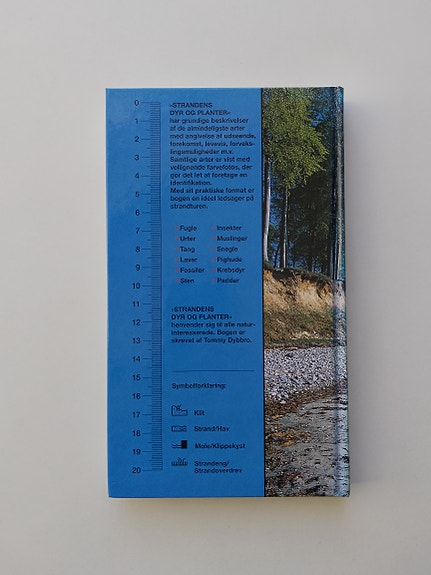 0
1
2
3
4
5
6
7
8
9
10
11
12
13
14
15
16
17
18
19
20
»STRANDENS
DYR OG PLANTER«
har grundige beskrivelser
af de almindeligste arter
med angivelse af udseende,
forekomst, levevis, forveks-
lingsmuligheder m.v.
Samtlige arter er vist med
vellignende farvefotos, der
gør det let at foretage en
identifikation.
Med sit praktiske format er
bogen en ideel ledsager på
strandturen.
Fugle
Urter
Tang
Laver
Fossiler
Sten
Insekter
Muslinger
Snegle
Pighude
Krebsdyr
Padder
»STRANDENS
DYR OG PLANTER«
henvender sig til alle natur-
interesserede. Bogen er
skrevet af Tommy Dybbro.
Symbolforklaring:
Klit
Strand/Hav
Mole/Klippekyst
Strandeng/
Strandoverdrev